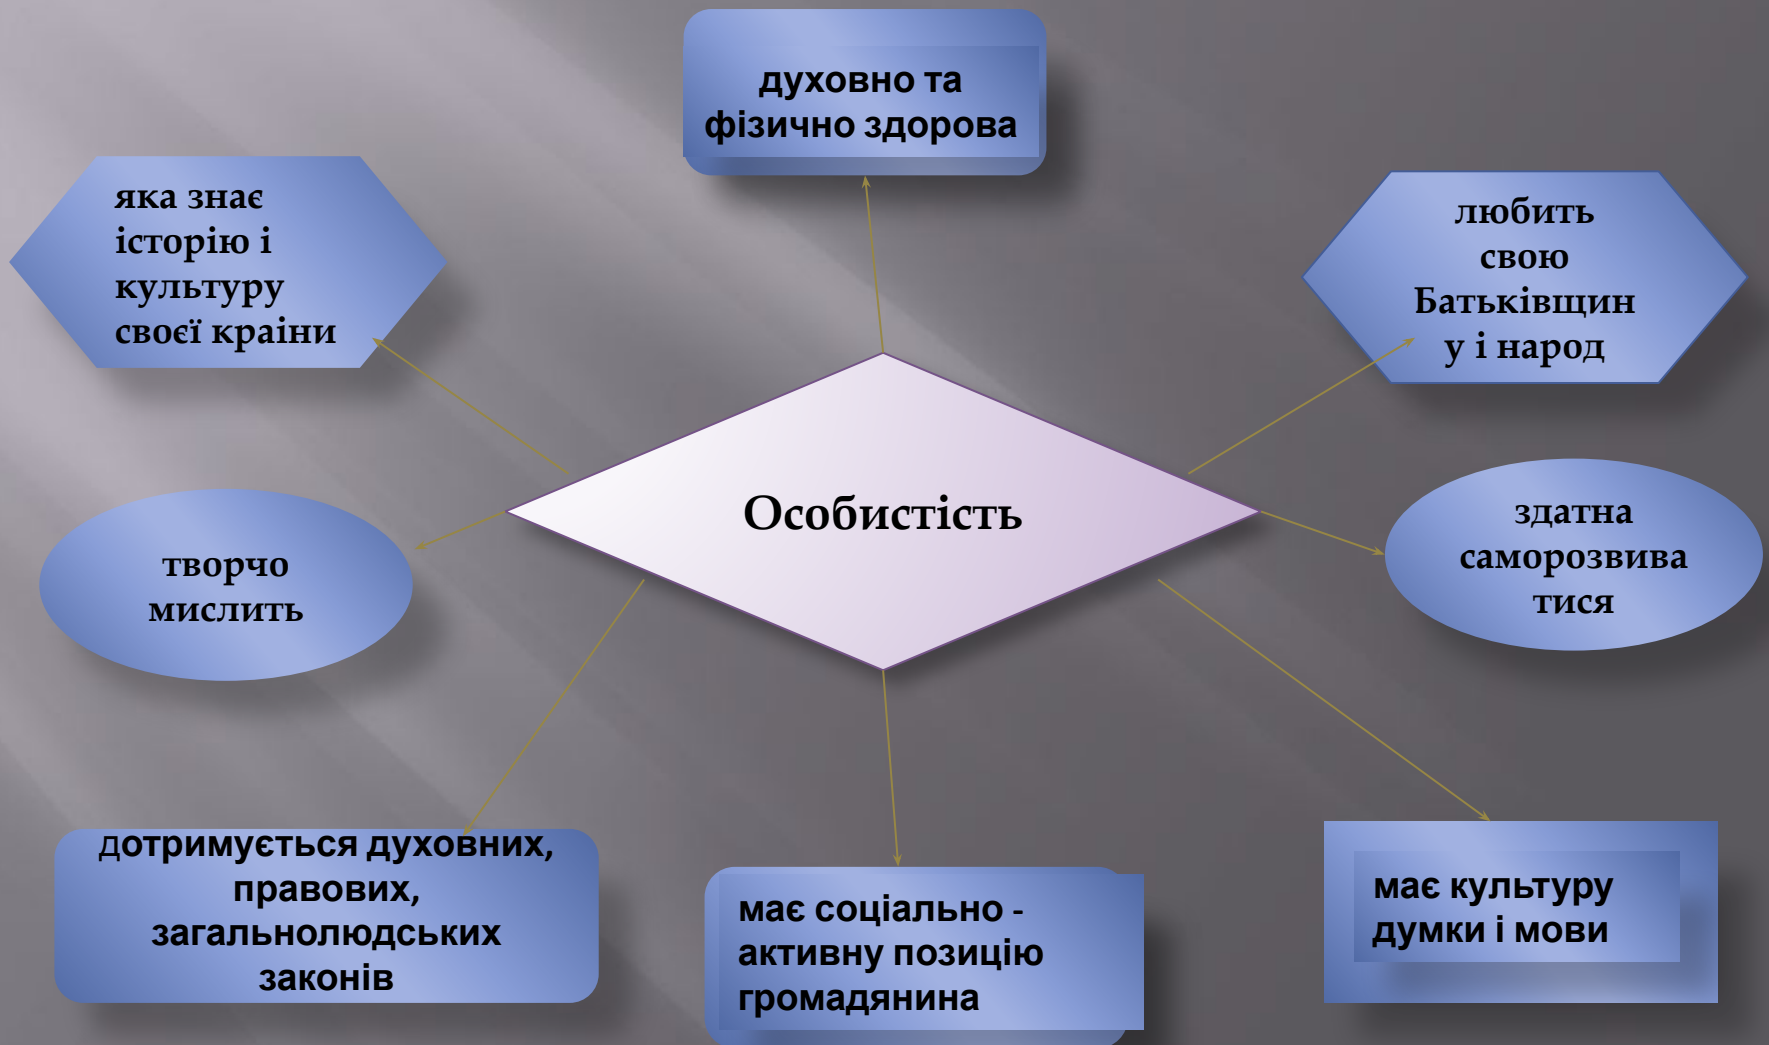 духовно та
фізично здорова
яка знає
історію і
культуру
своєї краіни
любить
свою
Батьківщин
у і народ
Особистість
творчо
мислить
здатна
саморозвива
тися
дотримується духовних,
правових,
загальнолюдських
законів
має соціально -
активну позицію
громадянина
має культуру
думки і мови